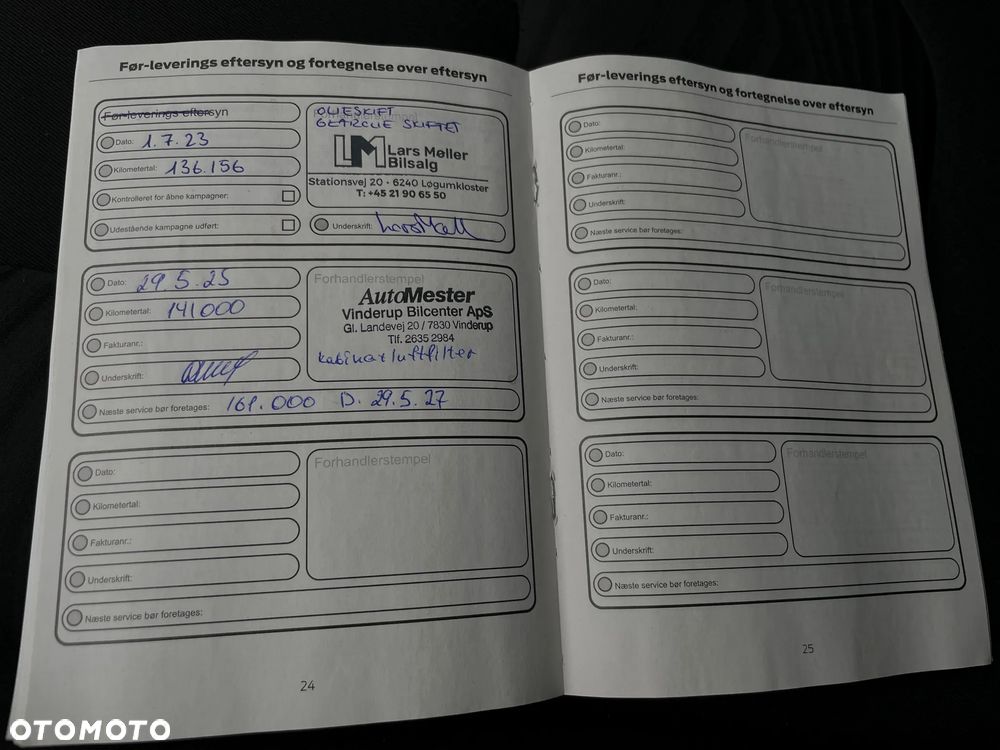 Før-leverings eftersyn og fortegnelse over eftersyn
Før-leverings eftersyn
Dato: 1.7.23
Kilometertal: 136.156
Kontrolleret for åbne kampagner:
Udestående kampagne udført:
OLIESKIFT
GEAROLIE SKIFTET
LM Lars Møller
Bilsalg
Stationsvej 20 - 6240 Løgumkloster
T: +45 21 90 65 50
Underskrift:
Dato: 29.5.25
Kilometertal: 141000
Fakturanr.:
Underskrift:
Næste service bør foretages: 161.000 D. 29.5.27
Forhandlerstempel
AutoMester
Vinderup Bilcenter ApS
Gl. Landevej 20 / 7830 Vinderup
Tlf. 2635 2984
Kabine+luftfilter
Dato:
Kilometertal:
Fakturanr.:
Underskrift:
Næste service bør foretages:
Forhandlerstempel
24
Før-leverings eftersyn og fortegnelse over eftersyn
Dato:
Kilometertal:
Fakturanr.:
Underskrift:
Næste service bør foretages:
Forhandlerstempel
Dato:
Kilometertal:
Fakturanr.:
Underskrift:
Næste service bør foretages:
Forhandlerstempel
Dato:
Kilometertal:
Fakturanr.:
Underskrift:
Næste service bør foretages:
Forhandlerstempel
25
OTOMOTO